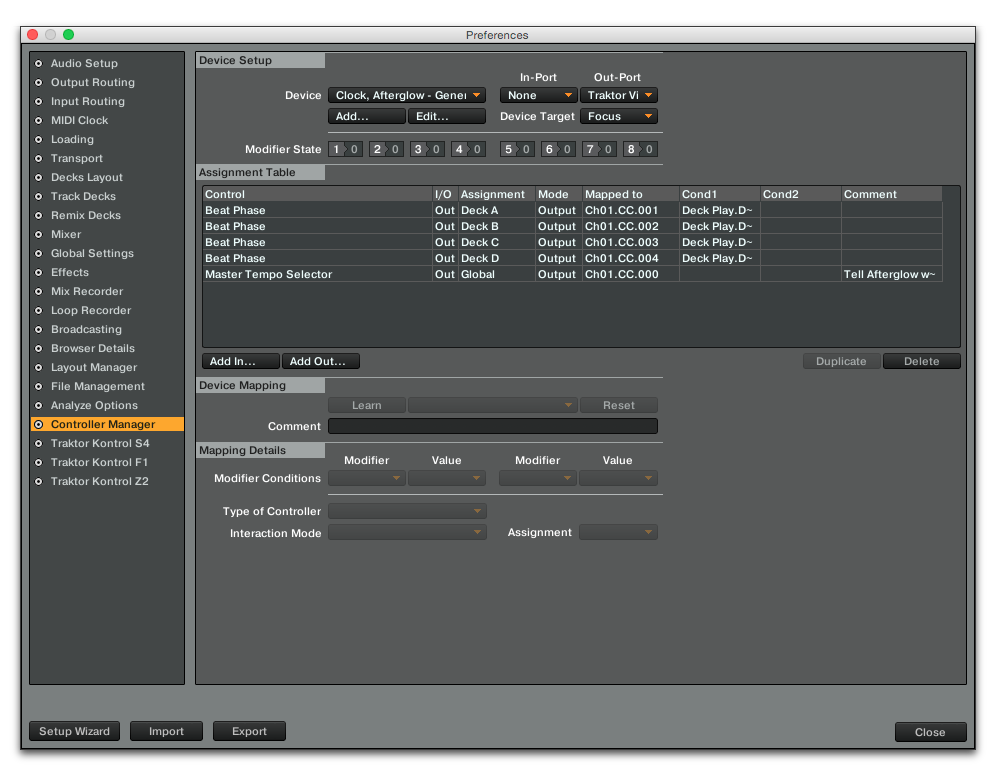 Preferences
Audio Setup
Output Routing
Input Routing
MIDI Clock
Loading
Transport
Decks Layout
Track Decks
Remix Decks
Mixer
Global Settings
Effects
Mix Recorder
Loop Recorder
Broadcasting
Browser Details
Layout Manager
File Management
Analyze Options
Controller Manager
Traktor Kontrol S4
Traktor Kontrol F1
Traktor Kontrol Z2
Device Setup
In-Port Out-Port
Device Clock, Afterglow - Gener None Traktor Vi
Add... Edit... Device Target Focus
Modifier State 1 0 2 0 3 0 4 0 5 0 6 0 7 0 8 0
Assignment Table
Control I/O Assignment Mode Mapped to Cond1 Cond2 Comment
Beat Phase Out Deck A Output Ch01.CC.001 Deck Play.D~
Beat Phase Out Deck B Output Ch01.CC.002 Deck Play.D~
Beat Phase Out Deck C Output Ch01.CC.003 Deck Play.D~
Beat Phase Out Deck D Output Ch01.CC.004 Deck Play.D~
Master Tempo Selector Out Global Output Ch01.CC.000 Tell Afterglow w~
Add In... Add Out... Duplicate Delete
Device Mapping
Learn Reset
Comment
Mapping Details
Modifier Value Modifier Value
Modifier Conditions
Type of Controller
Interaction Mode Assignment
Setup Wizard Import Export Close